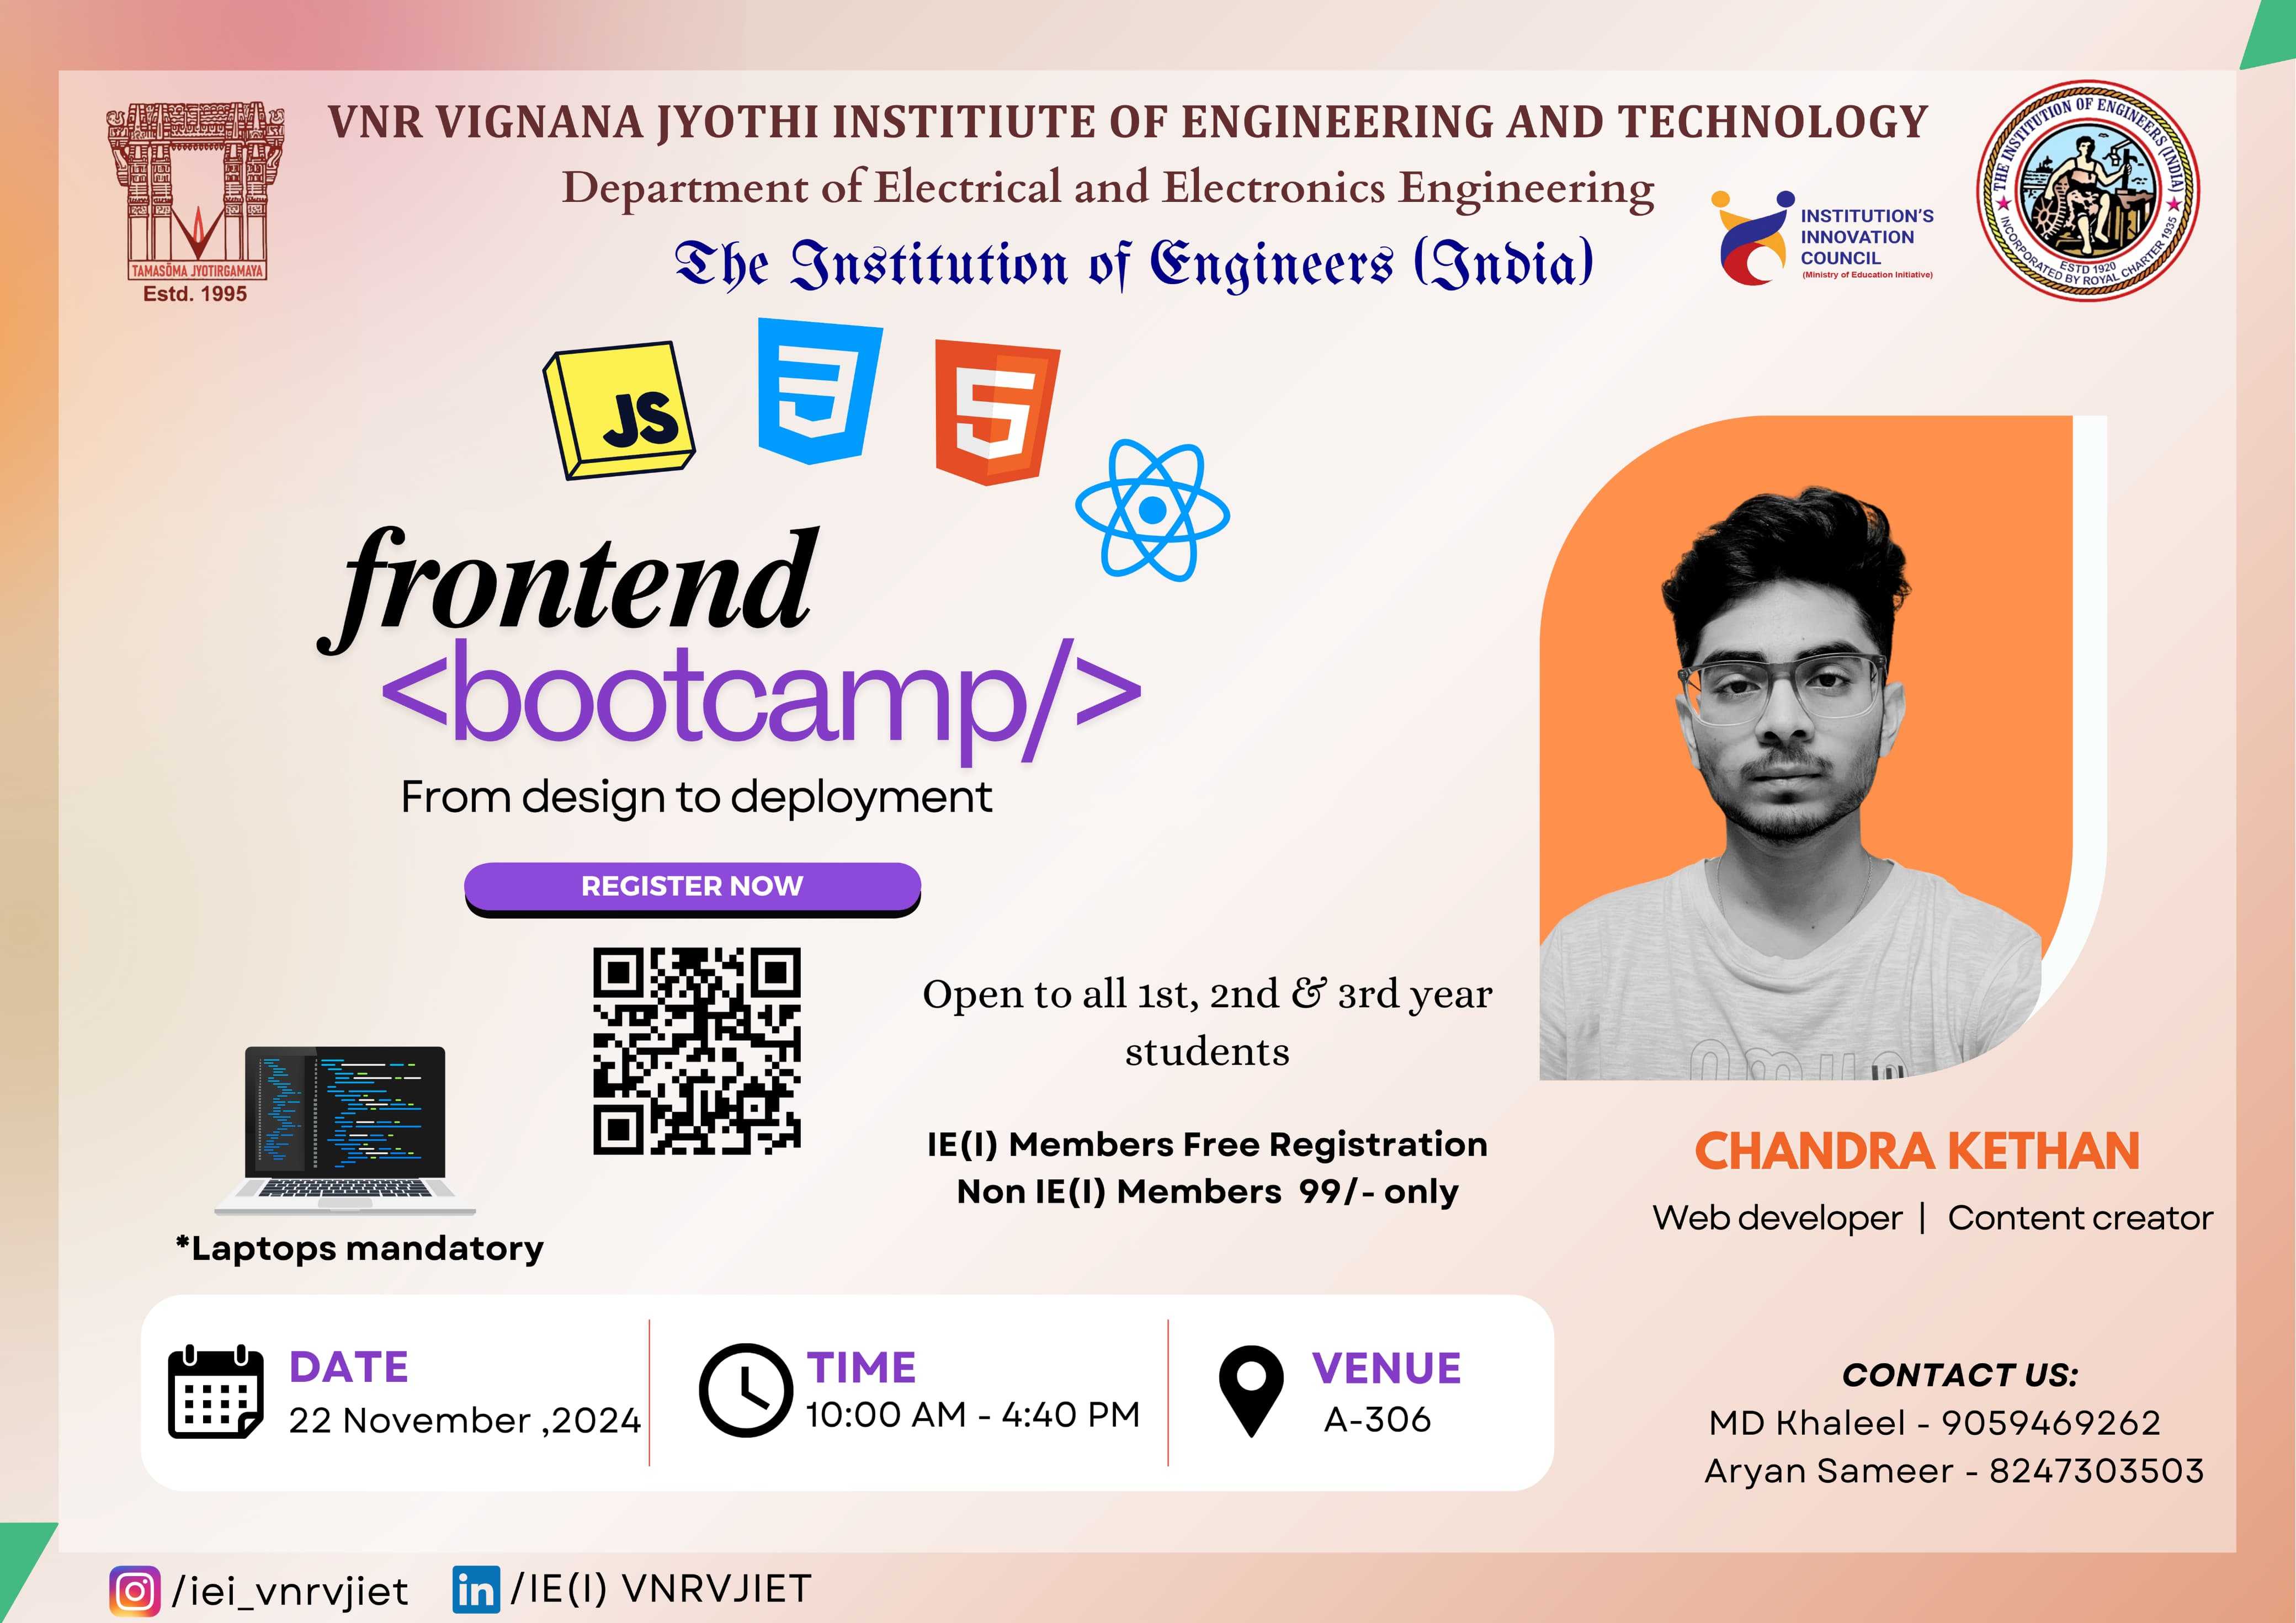 VNR VIGNANA JYOTHI INSTITIUTE OF ENGINEERING AND TECHNOLOGY
Department of Electrical and Electronics Engineering
The Institution of Engineers (India)
TAMASŌMA JYOTIRGAMAYA
Estd. 1995
INSTITUTION'S
INNOVATION
COUNCIL
(Ministry of Education Initiative)
THE INSTITUTION OF ENGINEERS (INDIA)
ESTD 1920
INCORPORATED BY ROYAL CHARTER 1935
JS
frontend
<bootcamp/>
From design to deployment
REGISTER NOW
Open to all 1st, 2nd & 3rd year
students
IE(I) Members Free Registration
Non IE(I) Members 99/- only
*Laptops mandatory
CHANDRA KETHAN
Web developer | Content creator
DATE
22 November ,2024
TIME
10:00 AM - 4:40 PM
VENUE
A-306
CONTACT US:
MD Khaleel - 9059469262
Aryan Sameer - 8247303503
/iei_vnrvjiet
in /IE(I) VNRVJIET